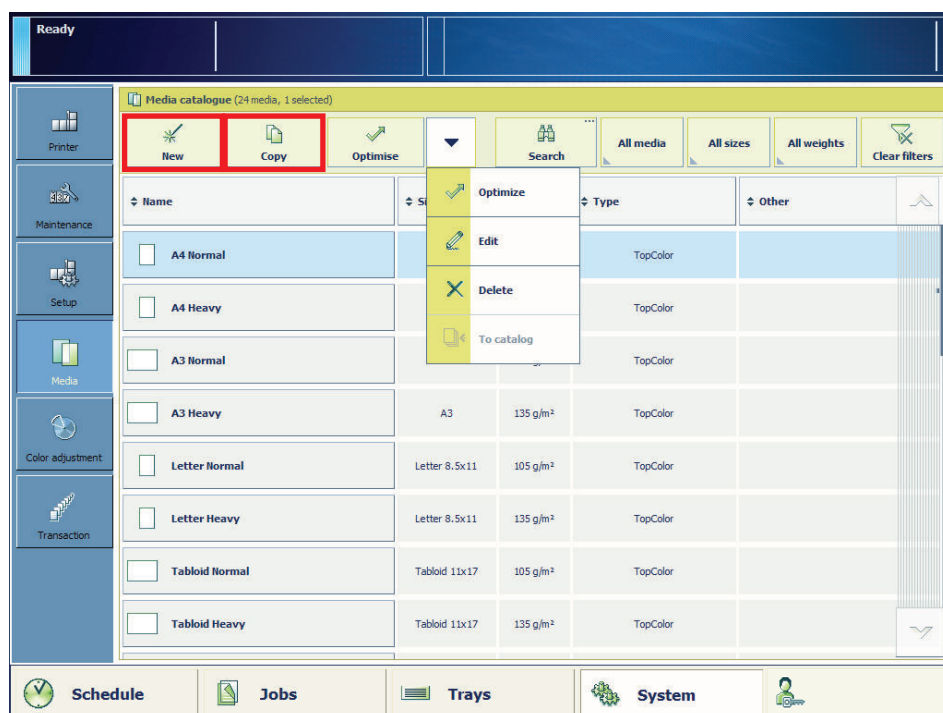 Ready
Media catalogue (24 media, 1 selected)
Printer
New
Copy
Optimise
Search
All media
All sizes
All weights
Clear filters
Maintenance
Name
Type
Other
Optimize
A4 Normal
TopColor
Edit
Setup
Delete
A4 Heavy
TopColor
To catalog
A3 Normal
TopColor
Media
A3 Heavy
A3
135 g/m²
TopColor
Color adjustment
Letter Normal
Letter 8.5x11
105 g/m²
TopColor
Letter Heavy
Letter 8.5x11
135 g/m²
TopColor
Transaction
Tabloid Normal
Tabloid 11x17
105 g/m²
TopColor
Tabloid Heavy
Tabloid 11x17
135 g/m²
TopColor
Schedule
Jobs
Trays
System